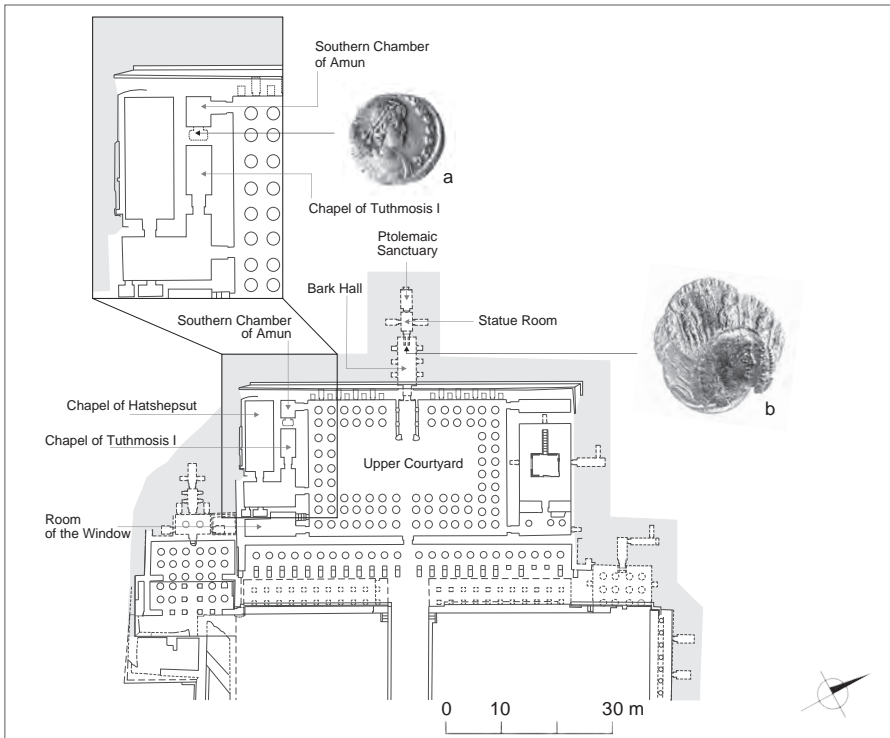 Southern Chamber
of Amun
a
Chapel of Tuthmosis I
Ptolemaic
Sanctuary
Bark Hall
Southern Chamber
of Amun
Statue Room
b
Chapel of Hatshepsut
Chapel of Tuthmosis I
Upper Courtyard
Room
of the Window
0 10 30 m